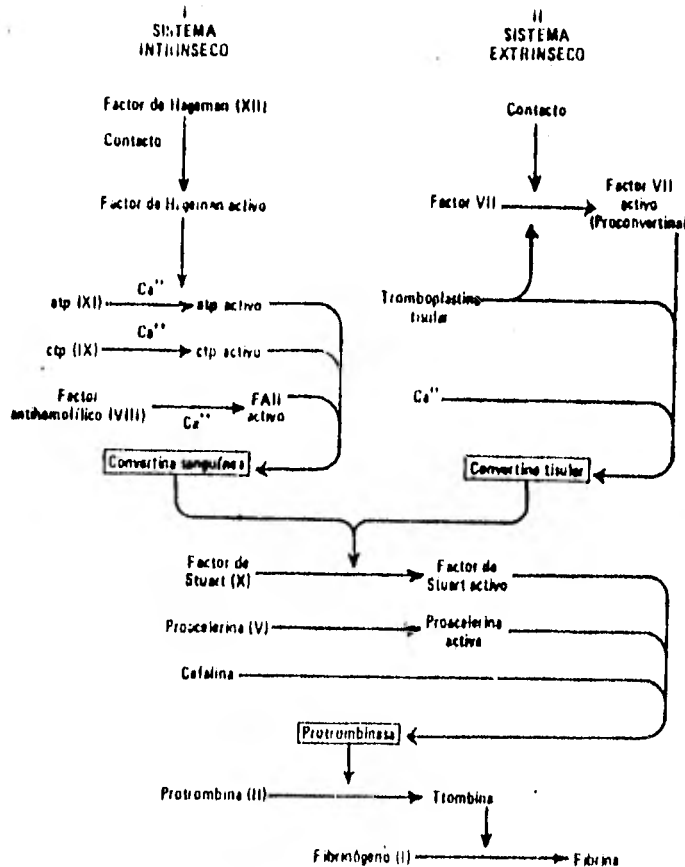 I
SISTEMA
INTRINSECO
Factor de Hageman (XII)
Contacto
Factor de Hageman activo
Ca++
atp (XI)
atp activo
Ca++
ctp (IX)
ctp activo
Factor
antihemofílico (VIII)
Ca++
FAH
activo
Convertina sanguínea
II
SISTEMA
EXTRINSECO
Contacto
Factor VII
Factor VII
activo
(Proconvertina)
Tromboplastina
tisular
Ca++
Convertina tisular
Factor de
Stuart (X)
Factor de
Stuart activo
Proacelerina (V)
Proacelerina
activa
Cefalina
Protrombinasa
Protrombina (II)
Trombina
Fibrinógeno (I)
Fibrina